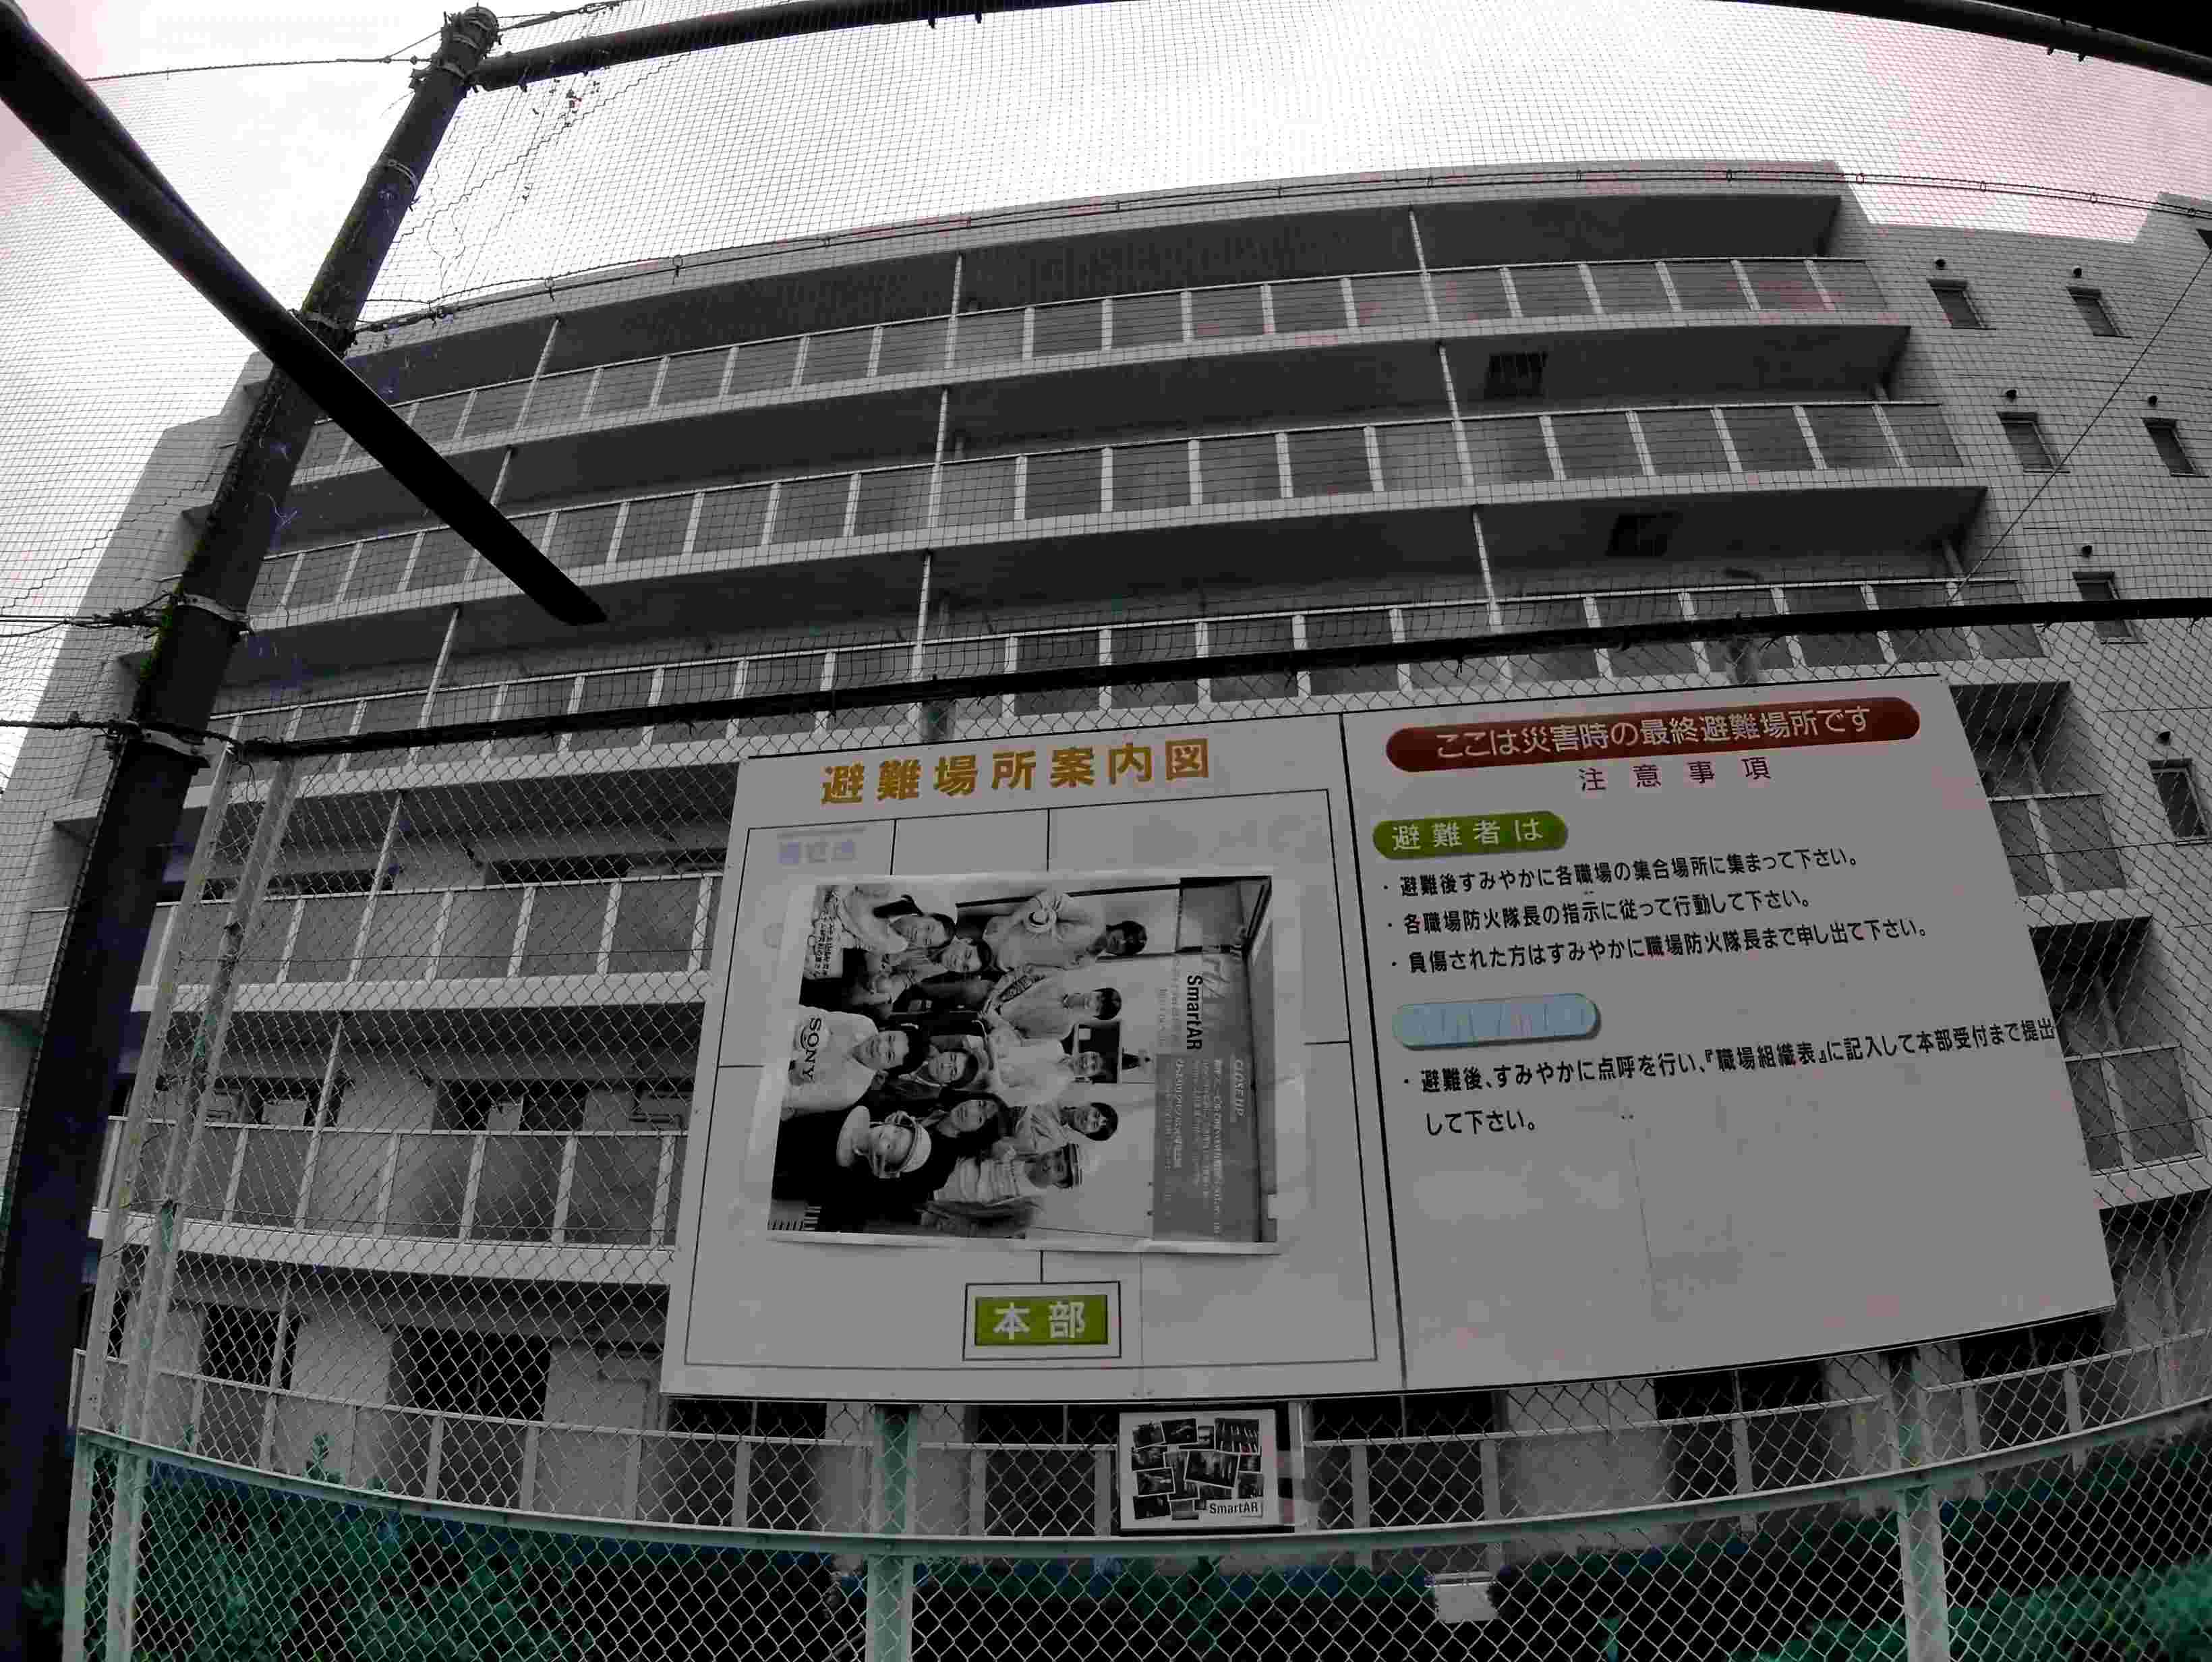 避難場所案内図
本部
SONY
SmartAR
CLOSE UP
SmartAR
ここは災害時の最終避難場所です
注意事項
避難者は
・避難後すみやかに各職場の集合場所に集まって下さい。
・各職場防火隊長の指示に従って行動して下さい。
・負傷された方はすみやかに職場防火隊長まで申し出て下さい。
・避難後、すみやかに点呼を行い、『職場組織表』に記入して本部受付まで提出
して下さい。